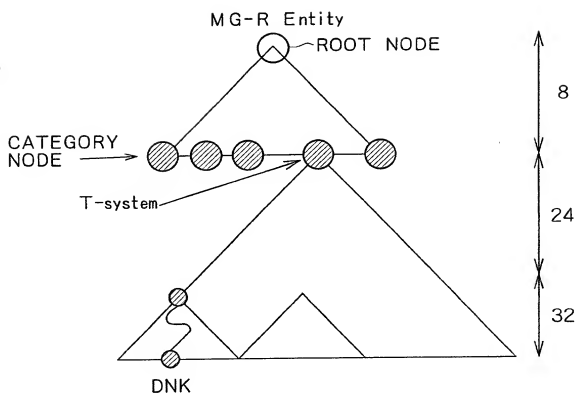 MG-R Entity
ROOT NODE
8
CATEGORY
NODE
T-system
24
32
DNK